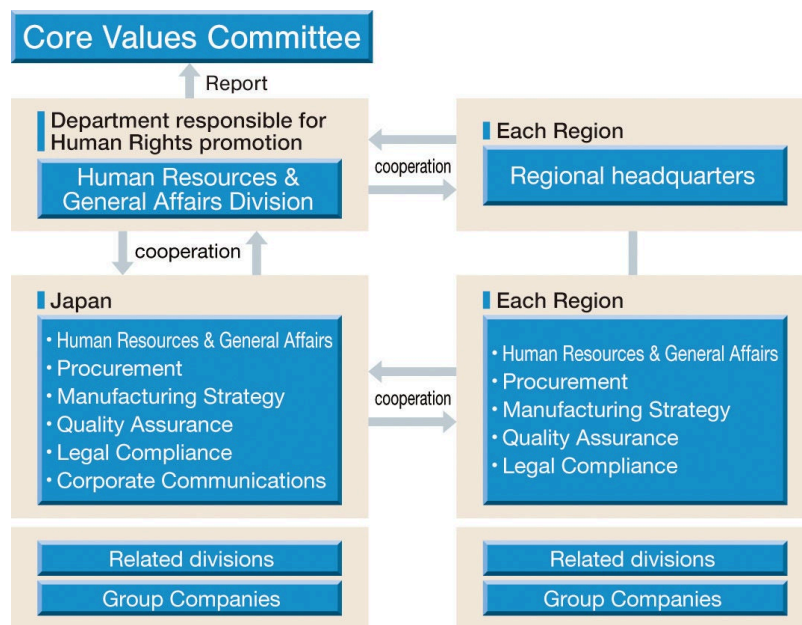 Core Values Committee
Report
Department responsible for
Human Rights promotion
Human Resources &
General Affairs Division
cooperation
Each Region
Regional headquarters
cooperation
Japan
• Human Resources & General Affairs
• Procurement
• Manufacturing Strategy
• Quality Assurance
• Legal Compliance
• Corporate Communications
cooperation
Each Region
• Human Resources & General Affairs
• Procurement
• Manufacturing Strategy
• Quality Assurance
• Legal Compliance
Related divisions
Group Companies
Related divisions
Group Companies